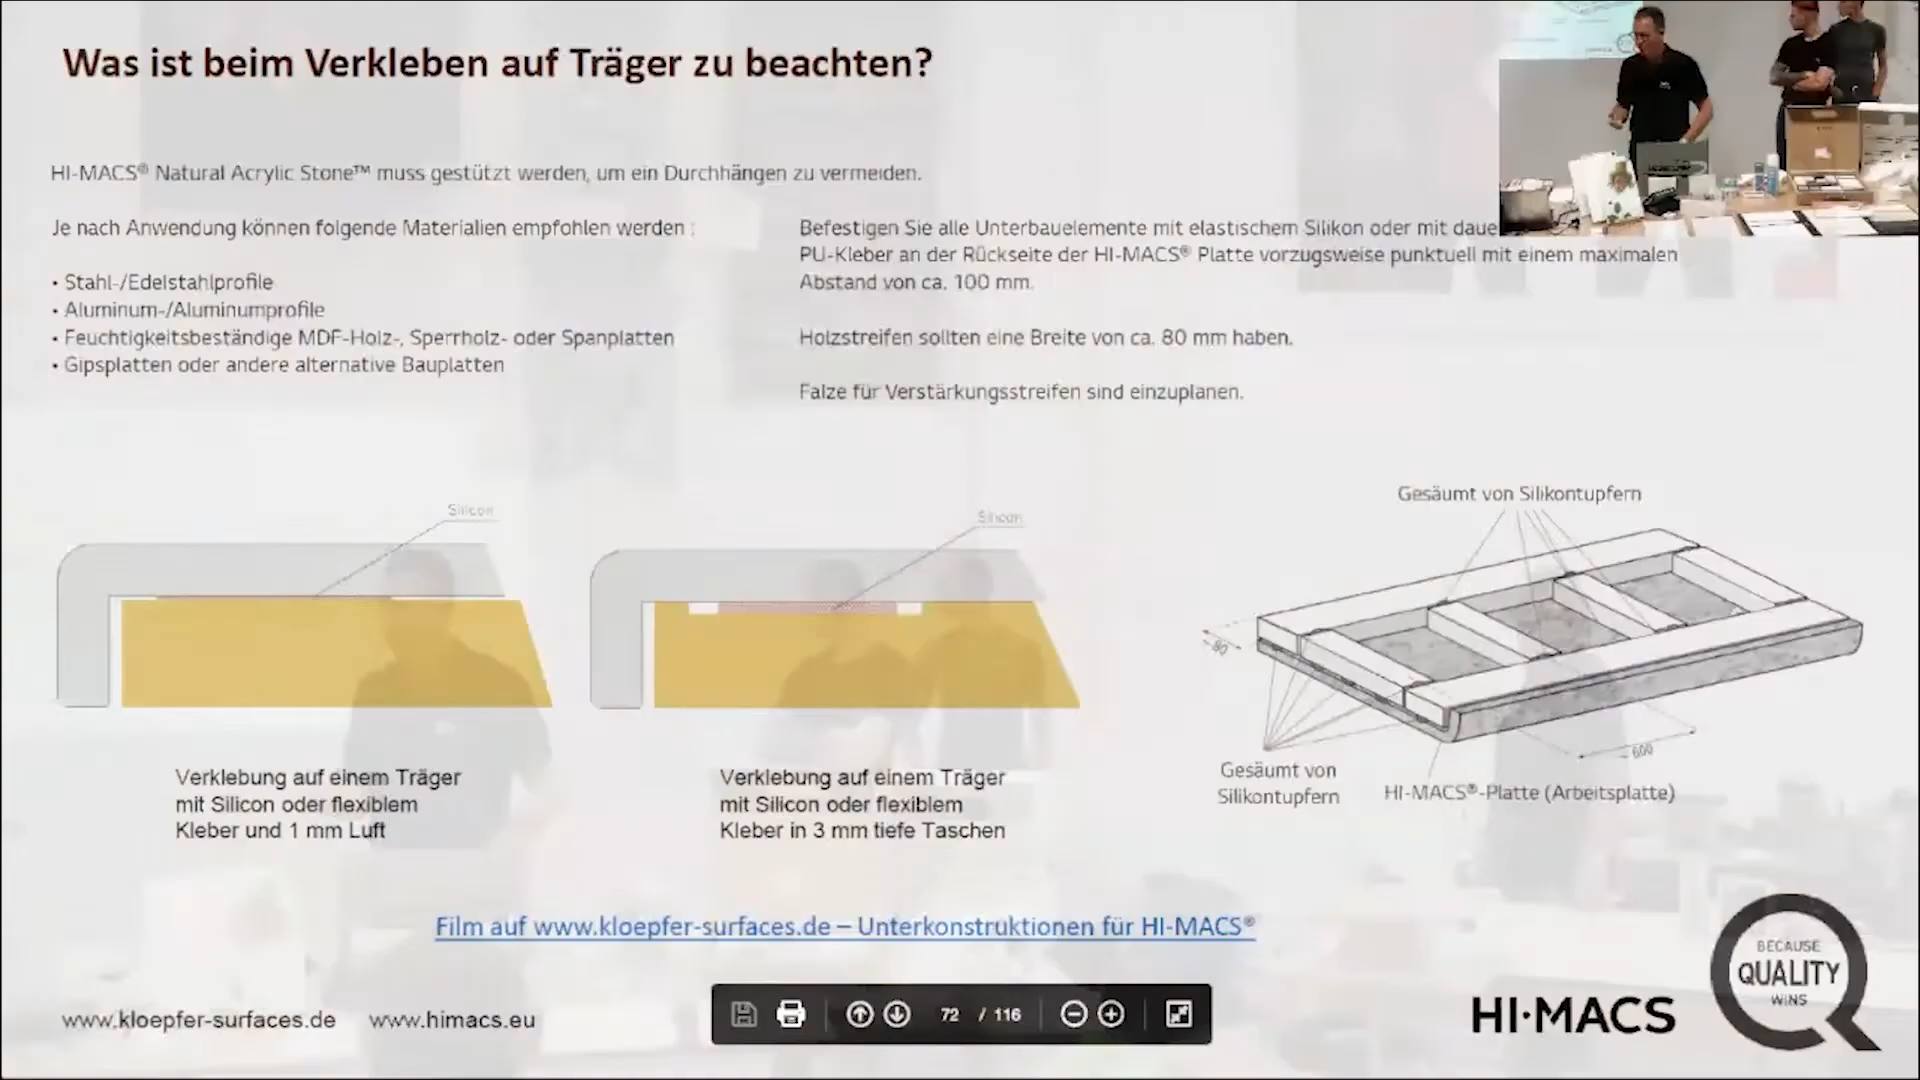 Was ist beim Verkleben auf Träger zu beachten?
HI-MACS® Natural Acrylic Stone™ muss gestützt werden, um ein Durchhängen zu vermeiden.
Je nach Anwendung können folgende Materialien empfohlen werden :
• Stahl-/Edelstahlprofile
• Aluminum-/Aluminumprofile
• Feuchtigkeitsbeständige MDF-Holz-, Sperrholz- oder Spanplatten
• Gipsplatten oder andere alternative Bauplatten
Befestigen Sie alle Unterbauelemente mit elastischem Silikon oder mit daue
PU-Kleber an der Rückseite der HI-MACS® Platte vorzugsweise punktuell mit einem maximalen
Abstand von ca. 100 mm.
Holzstreifen sollten eine Breite von ca. 80 mm haben.
Falze für Verstärkungsstreifen sind einzuplanen.
Silicon
Silicon
Gesäumt von Silikontupfern
~80
~600
Gesäumt von
Silikontupfern
HI-MACS®-Platte (Arbeitsplatte)
Verklebung auf einem Träger
mit Silicon oder flexiblem
Kleber und 1 mm Luft
Verklebung auf einem Träger
mit Silicon oder flexiblem
Kleber in 3 mm tiefe Taschen
Film auf www.kloepfer-surfaces.de – Unterkonstruktionen für HI-MACS®
www.kloepfer-surfaces.de www.himacs.eu
72 / 116
HI·MACS
BECAUSE
QUALITY
WINS